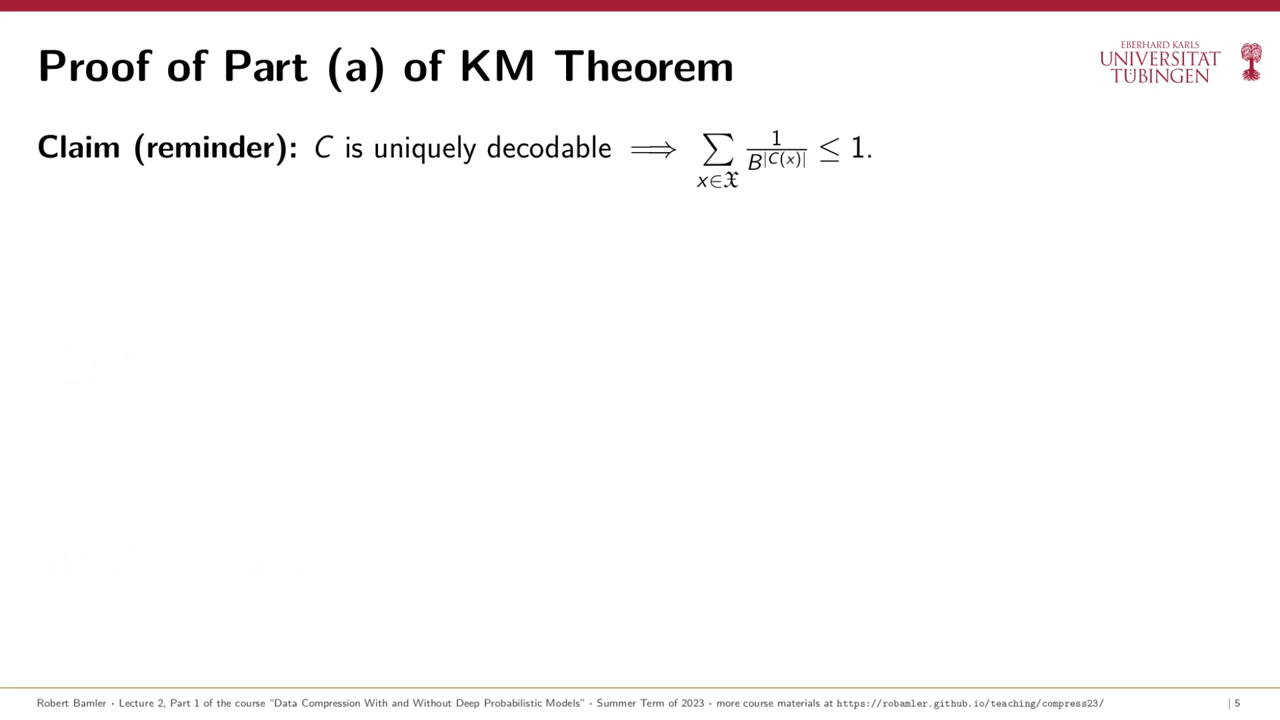 Proof of Part (a) of KM Theorem
EBERHARD KARLS
UNIVERSITÄT
TÜBINGEN
Claim (reminder): C is uniquely decodable ⟹ ∑_{x∈𝔛} 1/B^{|C(x)|} ≤ 1.
Robert Bamler · Lecture 2, Part 1 of the course “Data Compression With and Without Deep Probabilistic Models” · Summer Term of 2023 · more course materials at https://robamler.github.io/teaching/compress23/ | 5